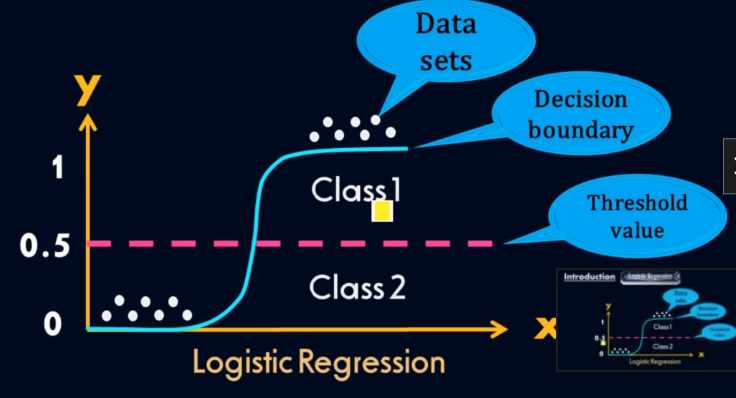 Data
sets
y
Decision
boundary
1
Class 1
Threshold
value
0.5
Class 2
0
x
Logistic Regression
Introduction
Logistic Regression
Data
sets
y
Decision
boundary
1
Class 1
Threshold
value
0.5
Class 2
0
x
Logistic Regression